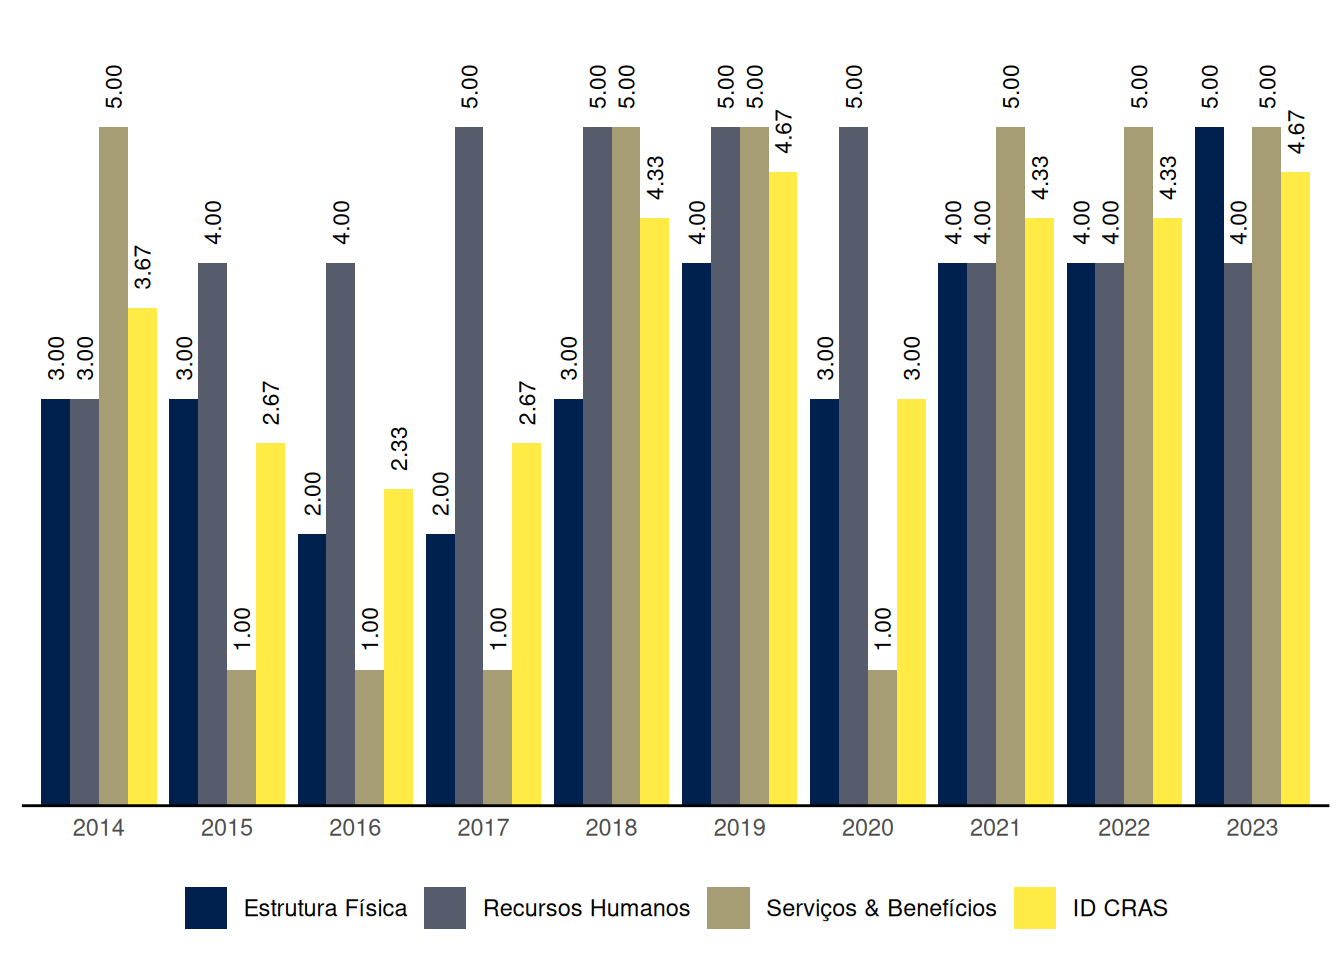 3.00 3.00 5.00 3.67 3.00 4.00 1.00 2.67 2.00 4.00 1.00 2.33 2.00 5.00 1.00 2.67 3.00 5.00 5.00 4.33 4.00 5.00 5.00 4.67 3.00 5.00 1.00 3.00 4.00 4.00 5.00 4.33 4.00 4.00 5.00 4.33 5.00 4.00 5.00 4.67
2014 2015 2016 2017 2018 2019 2020 2021 2022 2023
Estrutura Física Recursos Humanos Serviços & Benefícios ID CRAS